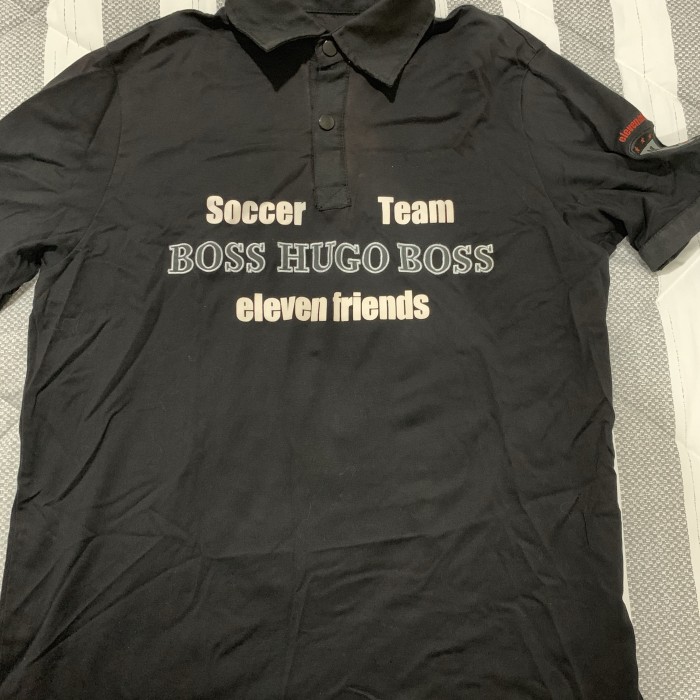 Soccer Team
BOSS HUGO BOSS
eleven friends